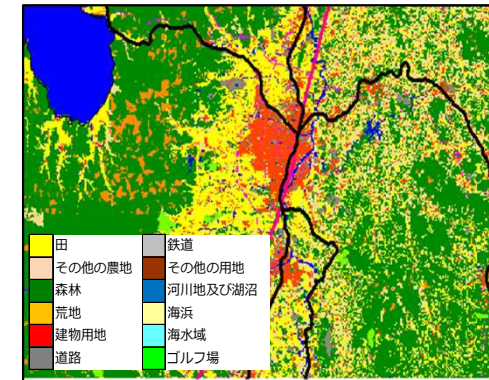 田
その他の農地
森林
荒地
建物用地
道路
鉄道
その他の用地
河川地及び湖沼
海浜
海水域
ゴルフ場